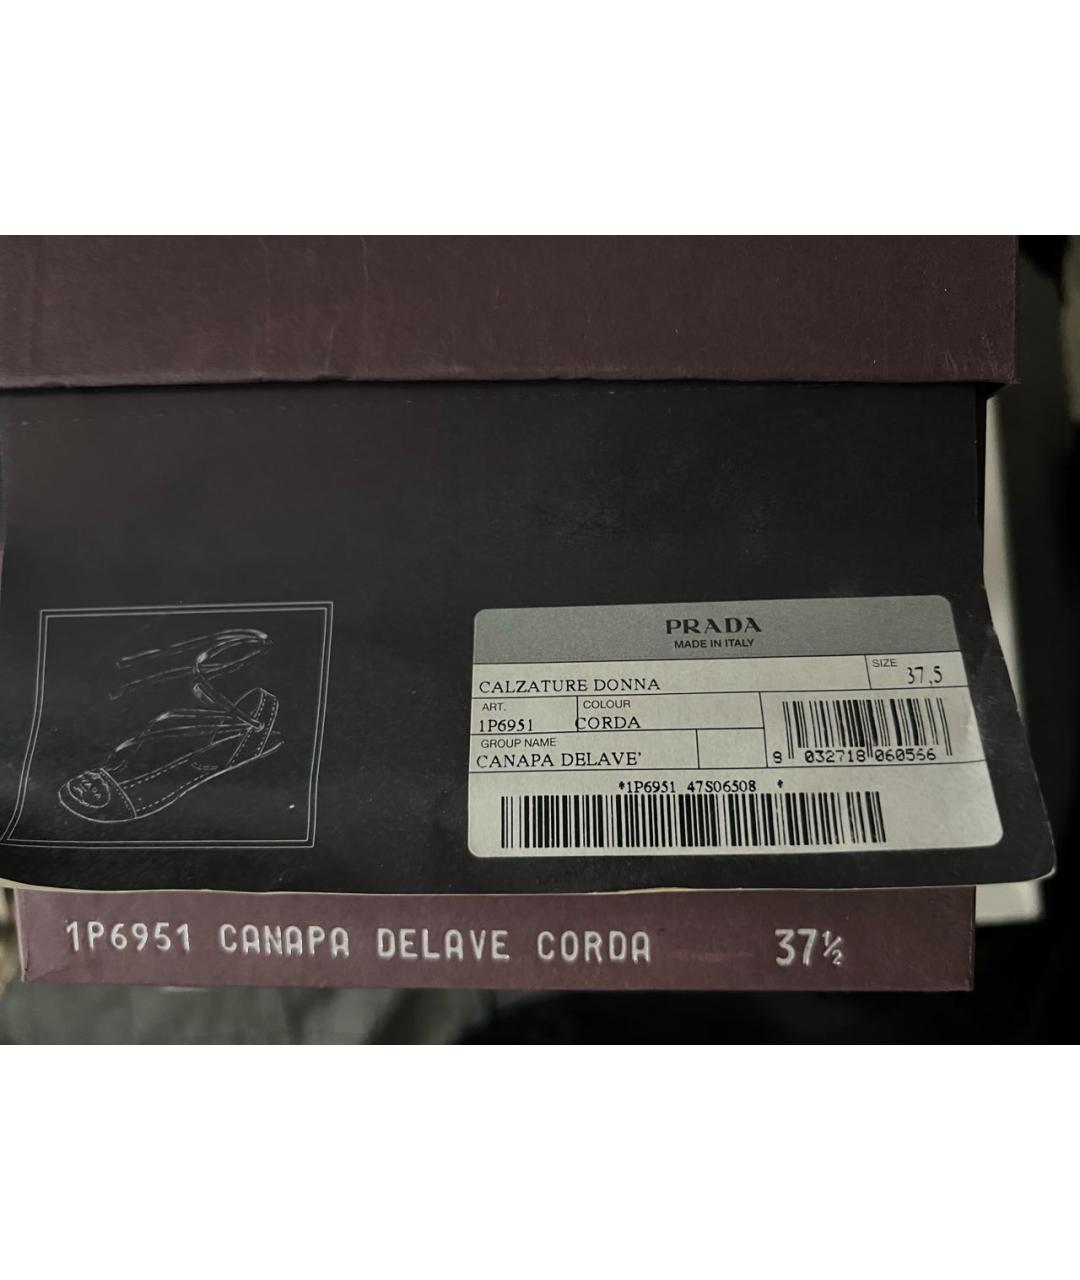 PRADA
MADE IN ITALY
CALZATURE DONNA
SIZE
37,5
ART.
1P6951
COLOUR
CORDA
GROUP NAME
CANAPA DELAVE'
8 032718 060566
*1P6951 47S06508 *
1P6951 CANAPA DELAVE CORDA 37½